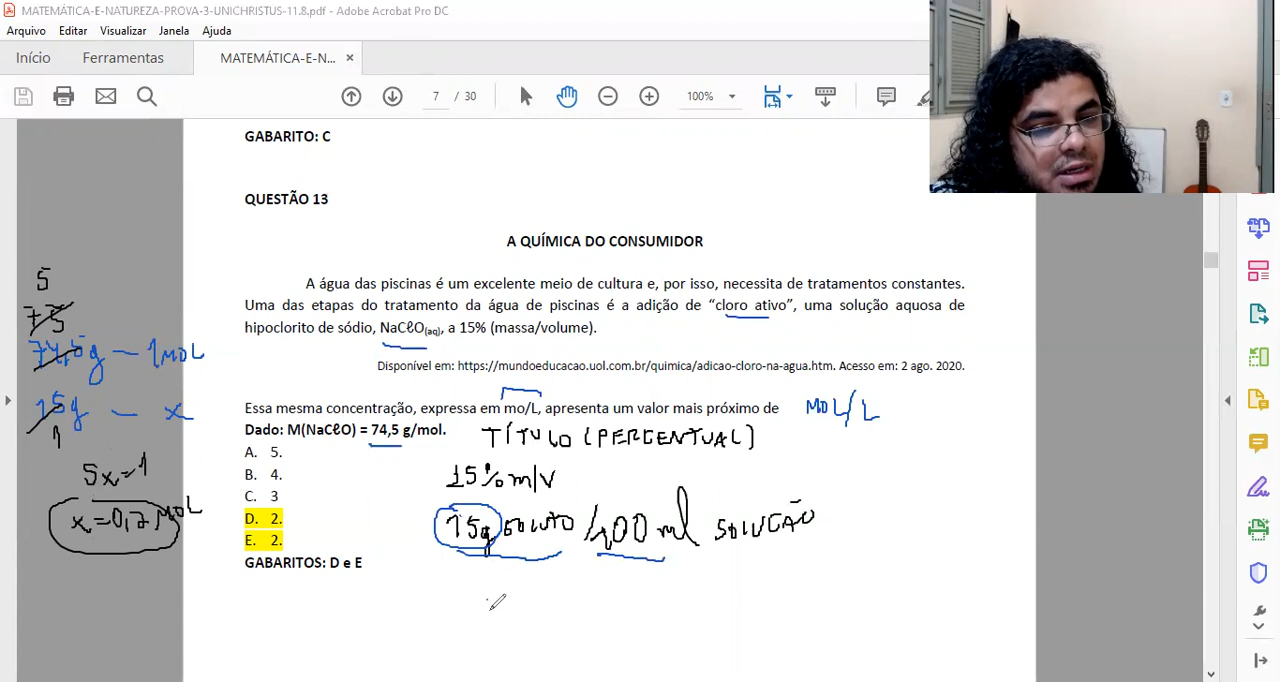 MATEMÁTICA-E-NATUREZA-PROVA-3-UNICHRISTUS-11.8.pdf - Adobe Acrobat Pro DC
Arquivo Editar Visualizar Janela Ajuda
Início Ferramentas MATEMÁTICA-E-N... ×
7 / 30 100%
GABARITO: C
QUESTÃO 13
A QUÍMICA DO CONSUMIDOR
A água das piscinas é um excelente meio de cultura e, por isso, necessita de tratamentos constantes.
Uma das etapas do tratamento da água de piscinas é a adição de “cloro ativo”, uma solução aquosa de
hipoclorito de sódio, NaCℓO(aq), a 15% (massa/volume).
Disponível em: https://mundoeducacao.uol.com.br/quimica/adicao-cloro-na-agua.htm. Acesso em: 2 ago. 2020.
Essa mesma concentração, expressa em mo/L, apresenta um valor mais próximo de
MOL/L
Dado: M(NaCℓO) = 74,5 g/mol.
TÍTULO (PERCENTUAL)
A. 5.
B. 4.
C. 3
D. 2.
E. 2.
GABARITOS: D e E
15% m/V
15g SOLUTO /100 ml SOLUÇÃO
5
75
74,5g — 1 MOL
15g — x
1
5x = 1
x = 0,2 MOL